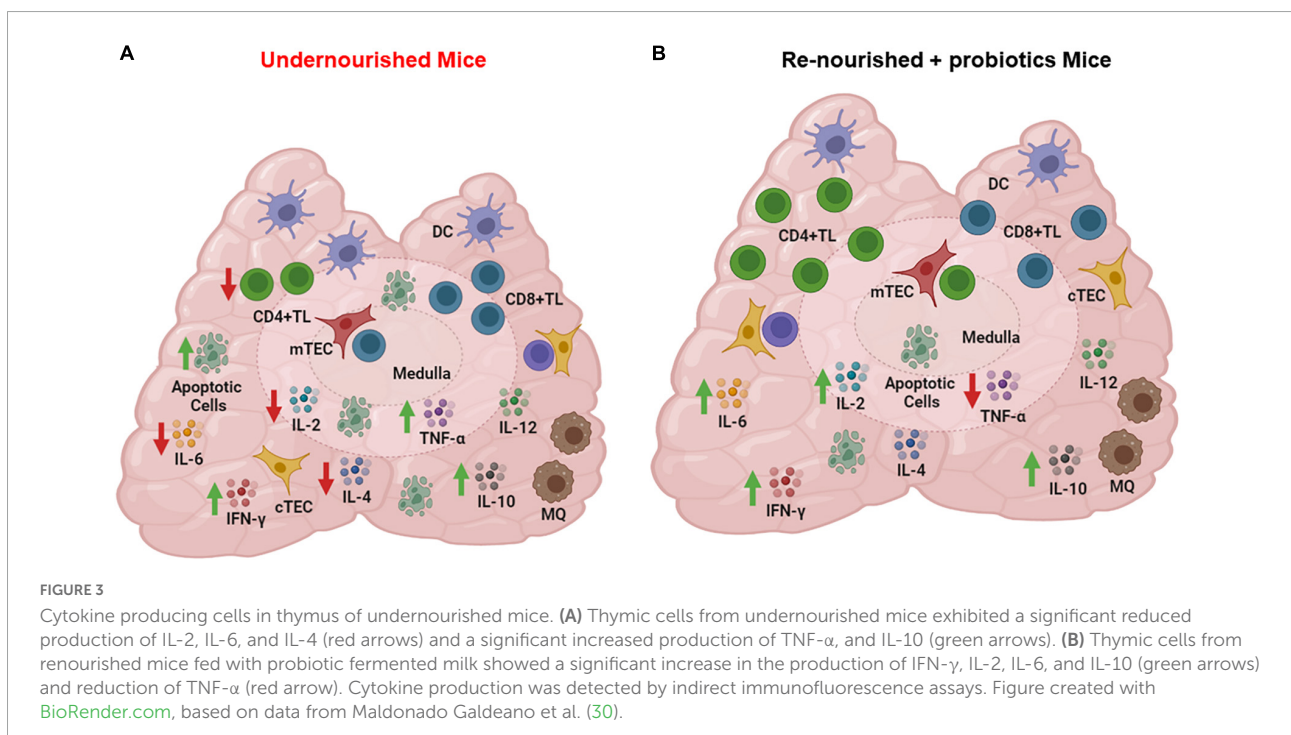 A
Undernourished Mice
DC
CD4+TL
CD8+TL
mTEC
Apoptotic
Cells
Medulla
IL-2
TNF-α
IL-12
IL-6
IL-4
IL-10
IFN-γ
cTEC
MQ
B
Re-nourished + probiotics Mice
DC
CD4+TL
CD8+TL
mTEC
cTEC
Medulla
IL-12
Apoptotic
Cells
IL-6
IL-2
TNF-α
IL-4
IL-10
MQ
IFN-γ
FIGURE 3
Cytokine producing cells in thymus of undernourished mice. (A) Thymic cells from undernourished mice exhibited a significant reduced
production of IL-2, IL-6, and IL-4 (red arrows) and a significant increased production of TNF-α, and IL-10 (green arrows). (B) Thymic cells from
renourished mice fed with probiotic fermented milk showed a significant increase in the production of IFN-γ, IL-2, IL-6, and IL-10 (green arrows)
and reduction of TNF-α (red arrow). Cytokine production was detected by indirect immunofluorescence assays. Figure created with
BioRender.com, based on data from Maldonado Galdeano et al. (30).